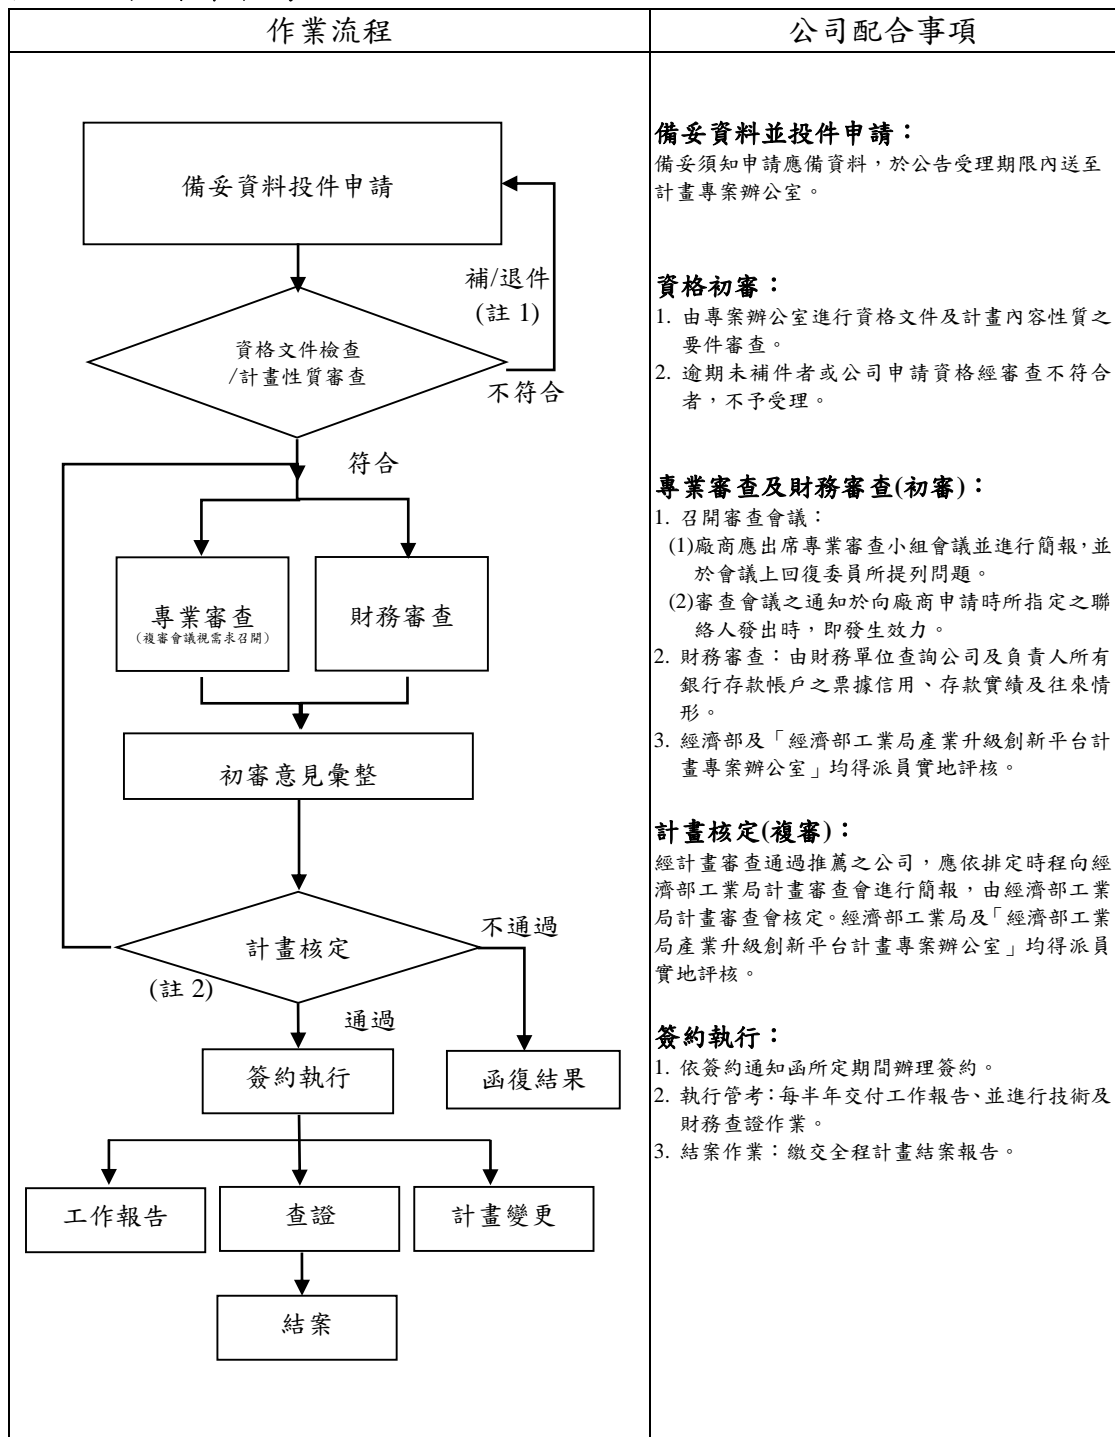 作業流程
公司配合事項
備妥資料投件申請
補/退件
(註 1)
資格文件檢查
/計畫性質審查
不符合
符合
專業審查
(複審會議視需求召開)
財務審查
初審意見彙整
計畫核定
不通過
(註 2)
通過
簽約執行
函復結果
工作報告
查證
計畫變更
結案
備妥資料並投件申請：
備妥須知申請應備資料，於公告受理期限內送至
計畫專案辦公室。
資格初審：
1. 由專案辦公室進行資格文件及計畫內容性質之
要件審查。
2. 逾期未補件者或公司申請資格經審查不符合
者，不予受理。
專業審查及財務審查(初審)：
1. 召開審查會議：
(1)廠商應出席專業審查小組會議並進行簡報，並
於會議上回復委員所提列問題。
(2)審查會議之通知於向廠商申請時所指定之聯
絡人發出時，即發生效力。
2. 財務審查：由財務單位查詢公司及負責人所有
銀行存款帳戶之票據信用、存款實績及往來情
形。
3. 經濟部及「經濟部工業局產業升級創新平台計
畫專案辦公室」均得派員實地評核。
計畫核定(複審)：
經計畫審查通過推薦之公司，應依排定時程向經
濟部工業局計畫審查會進行簡報，由經濟部工業
局計畫審查會核定。經濟部工業局及「經濟部工業
局產業升級創新平台計畫專案辦公室」均得派員
實地評核。
簽約執行：
1. 依簽約通知函所定期間辦理簽約。
2. 執行管考：每半年交付工作報告、並進行技術及
財務查證作業。
3. 結案作業：繳交全程計畫結案報告。